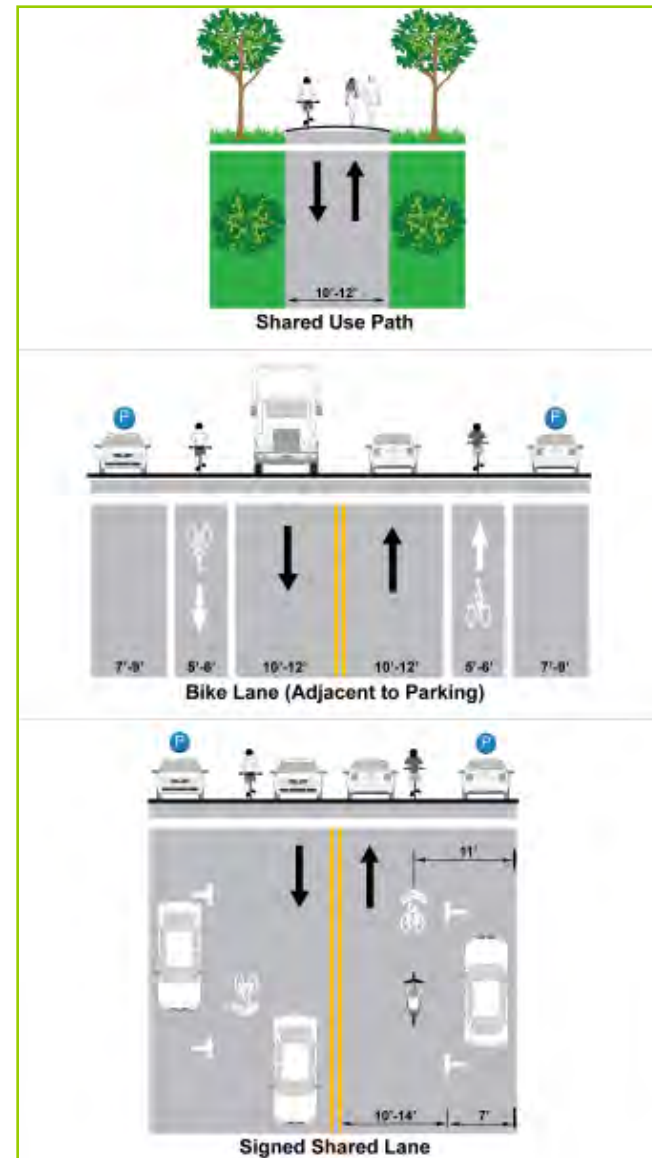 10'-12'
Shared Use Path
P P
7'-9' 5'-6' 10'-12' 10'-12' 5'-6' 7'-9'
Bike Lane (Adjacent to Parking)
P P
11'
10'-14' 7'
Signed Shared Lane